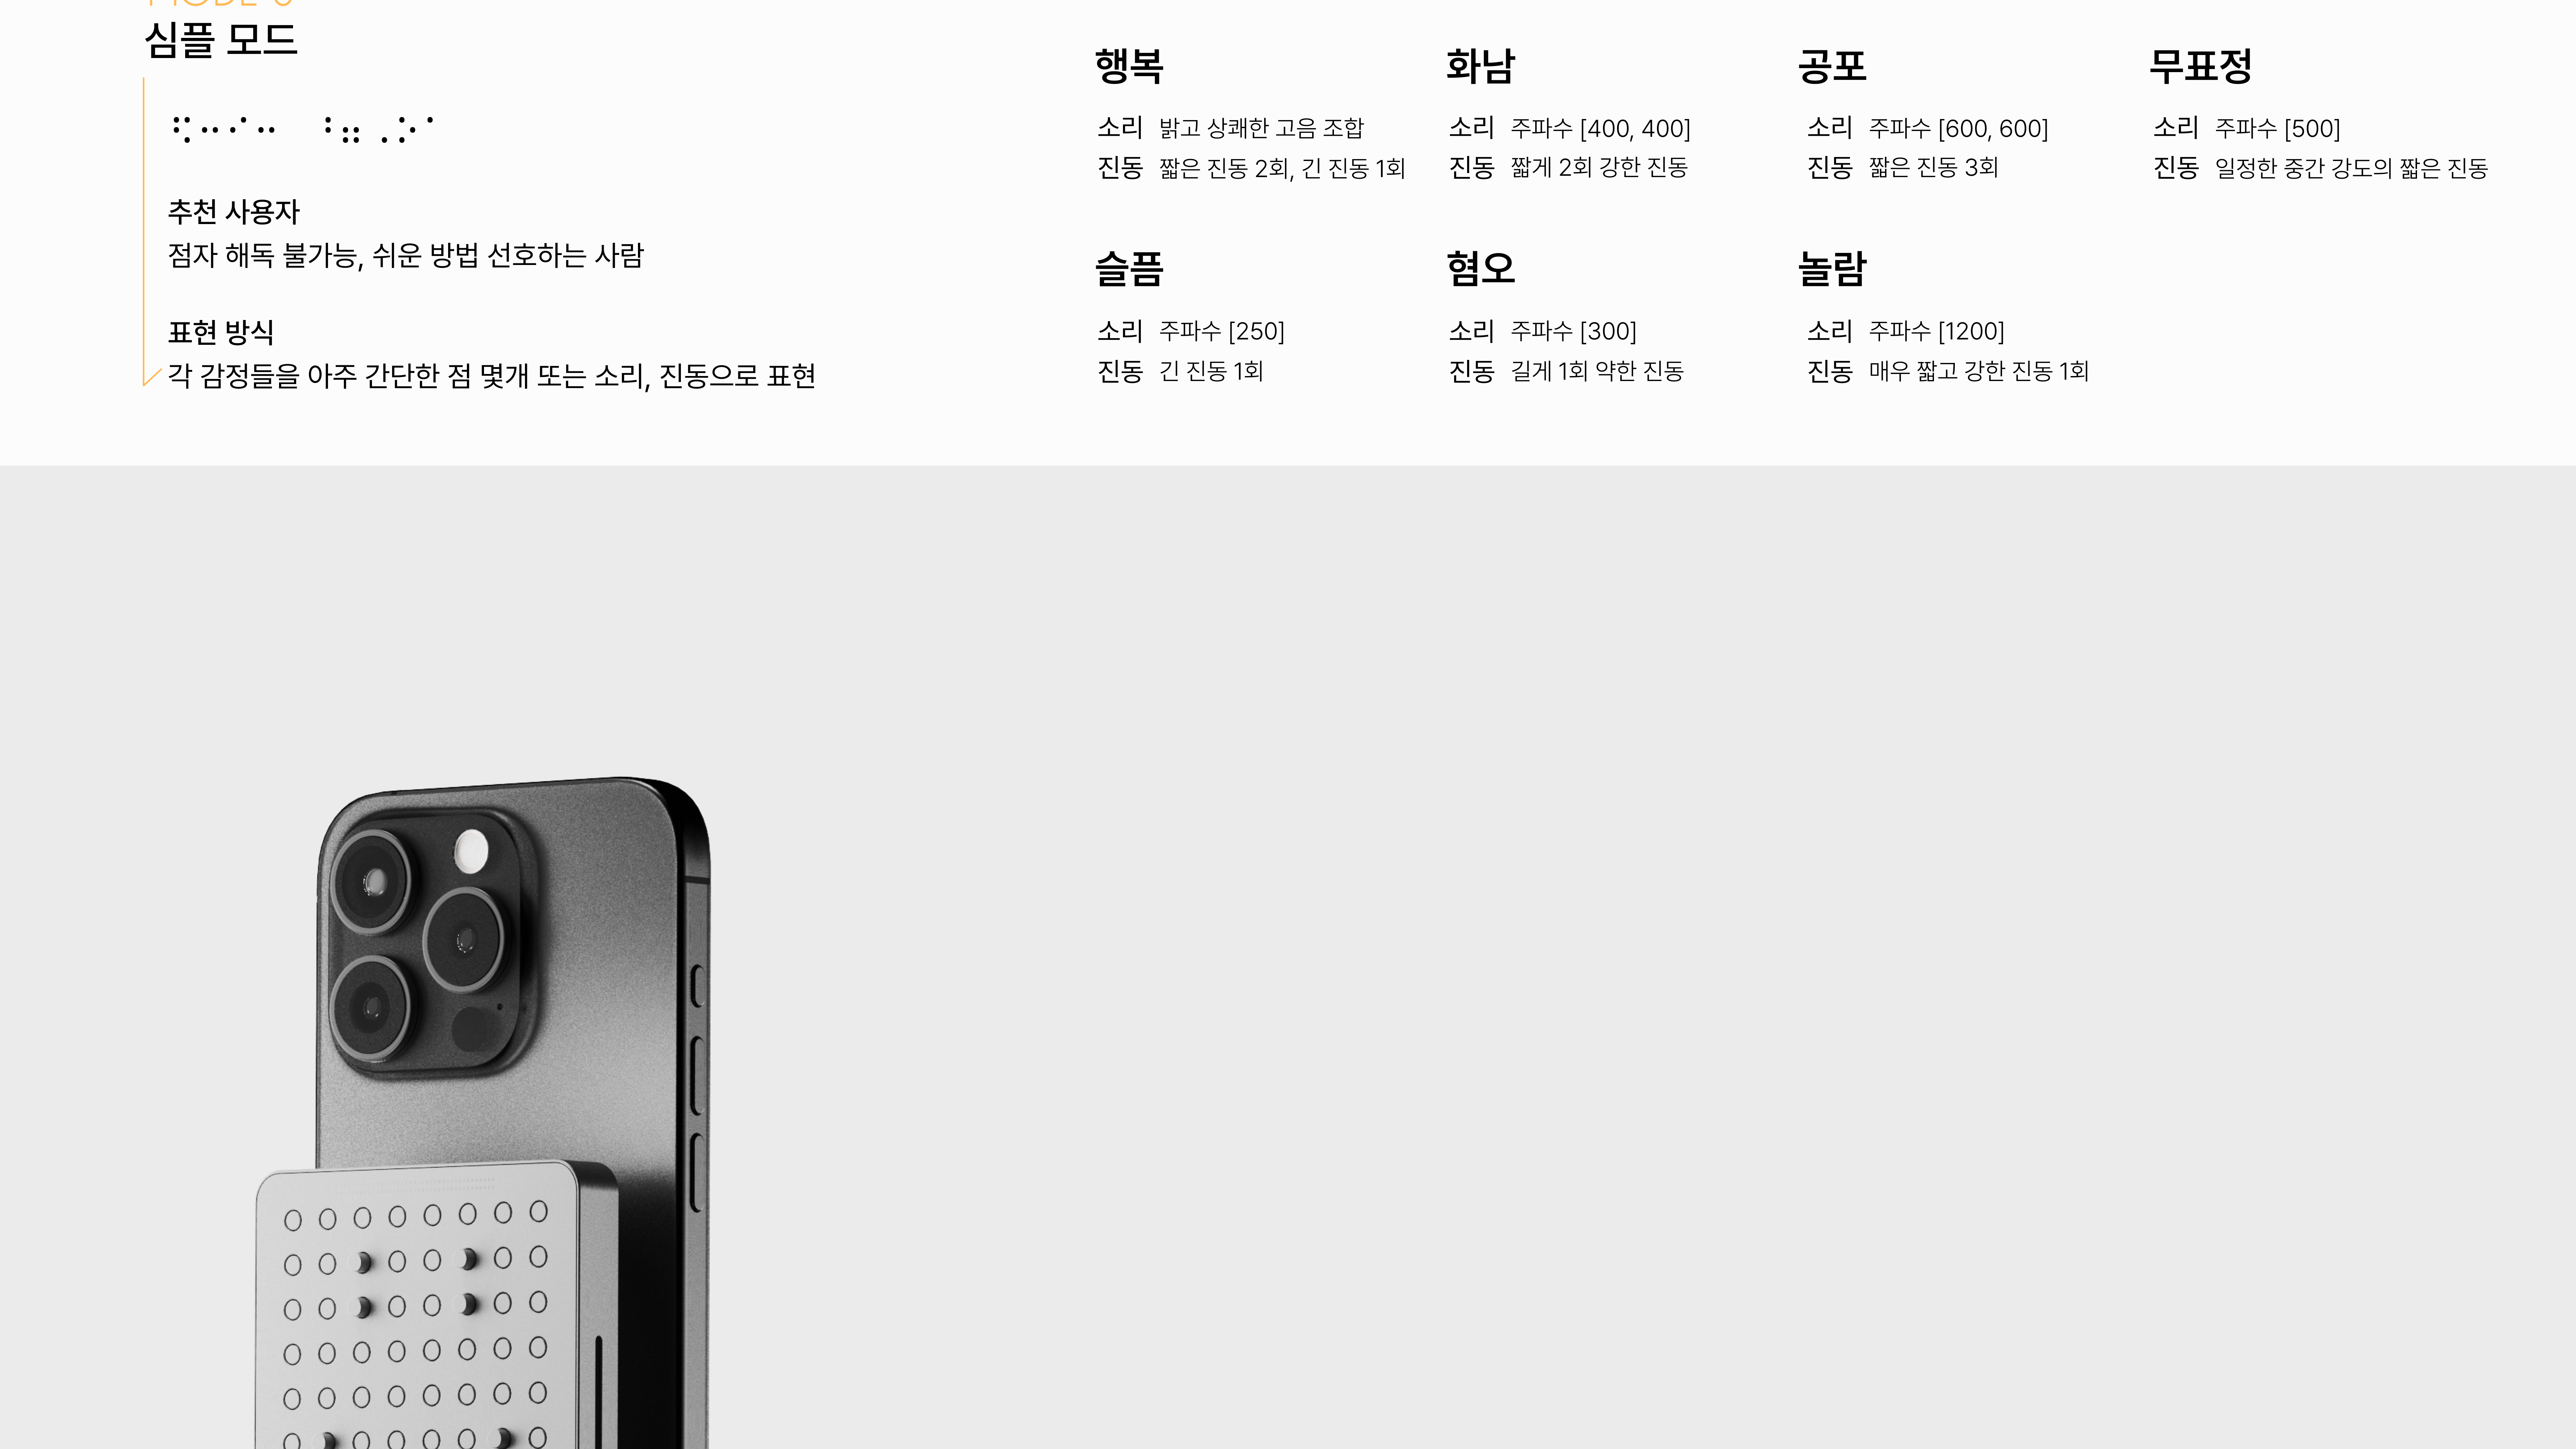 심플 모드
추천 사용자
점자 해독 불가능, 쉬운 방법 선호하는 사람
표현 방식
각 감정들을 아주 간단한 점 몇개 또는 소리, 진동으로 표현
행복
소리 밝고 상쾌한 고음 조합
진동 짧은 진동 2회, 긴 진동 1회
화남
소리 주파수 [400, 400]
진동 짧게 2회 강한 진동
공포
소리 주파수 [600, 600]
진동 짧은 진동 3회
무표정
소리 주파수 [500]
진동 일정한 중간 강도의 짧은 진동
슬픔
소리 주파수 [250]
진동 긴 진동 1회
혐오
소리 주파수 [300]
진동 길게 1회 약한 진동
놀람
소리 주파수 [1200]
진동 매우 짧고 강한 진동 1회